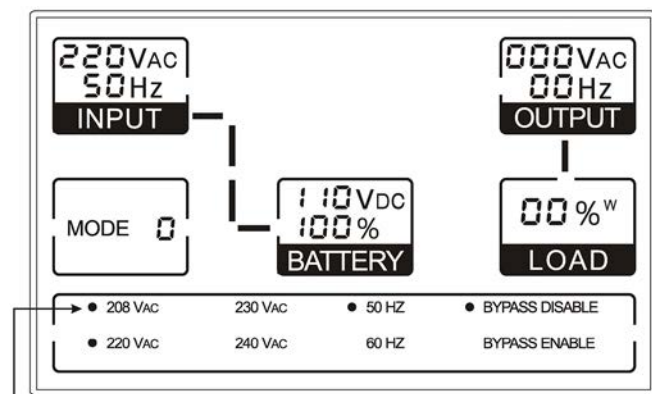 220VAC
50Hz
INPUT
000VAC
00Hz
OUTPUT
MODE 0
110VDC
100%
BATTERY
00%W
LOAD
• 208 VAC 230 VAC • 50 HZ • BYPASS DISABLE
• 220 VAC 240 VAC 60 HZ BYPASS ENABLE